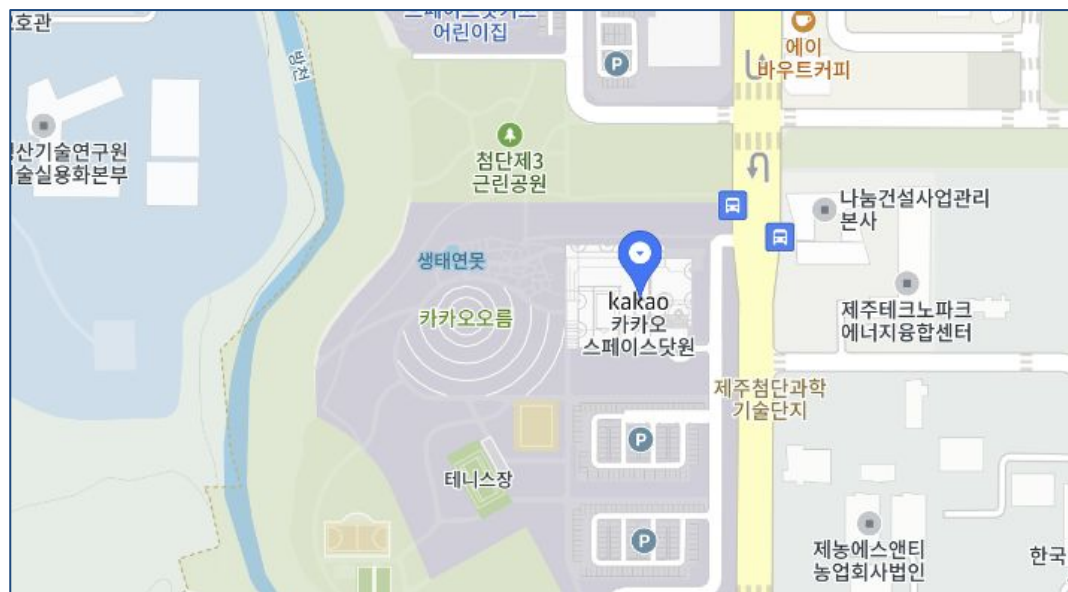 호관
어린이집
방천
에이
바우트커피
P
산기술연구원
술실용화본부
첨단제3
근린공원
나눔건설사업관리
본사
생태연못
카카오오름
kakao
카카오
스페이스닷원
제주테크노파크
에너지융합센터
제주첨단과학
기술단지
P
테니스장
P
제농에스앤티
농업회사법인
한국